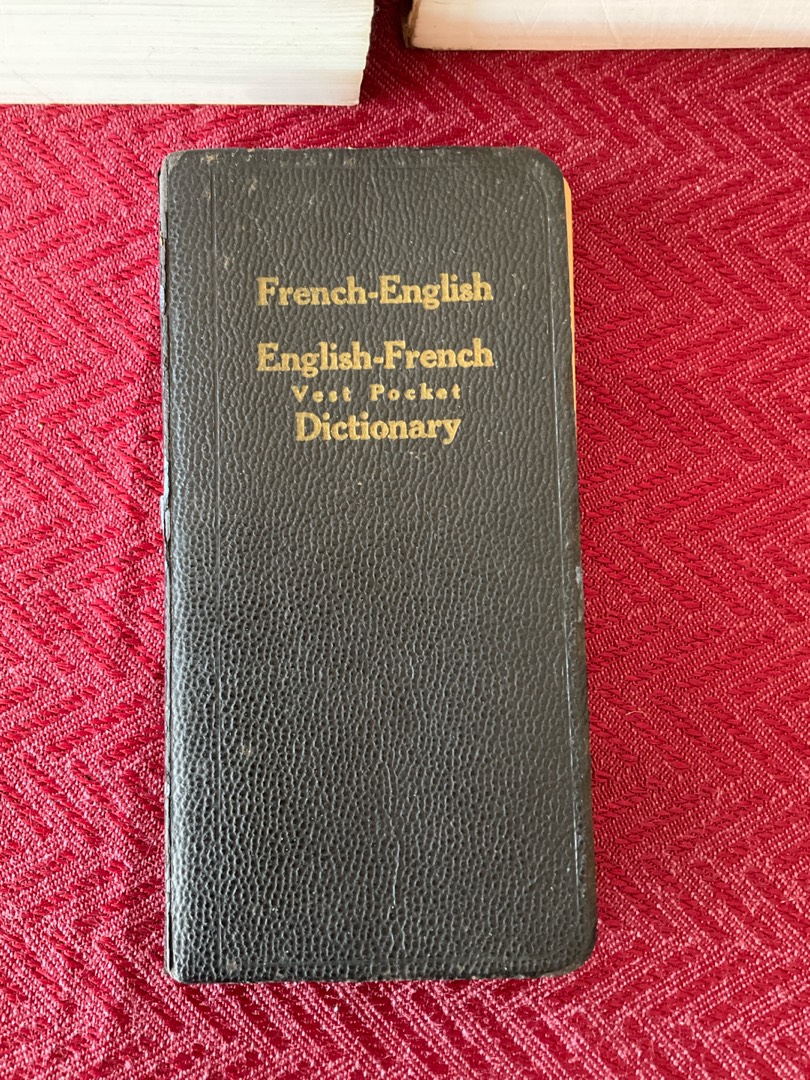 French-English
English-French
Vest Pocket
Dictionary